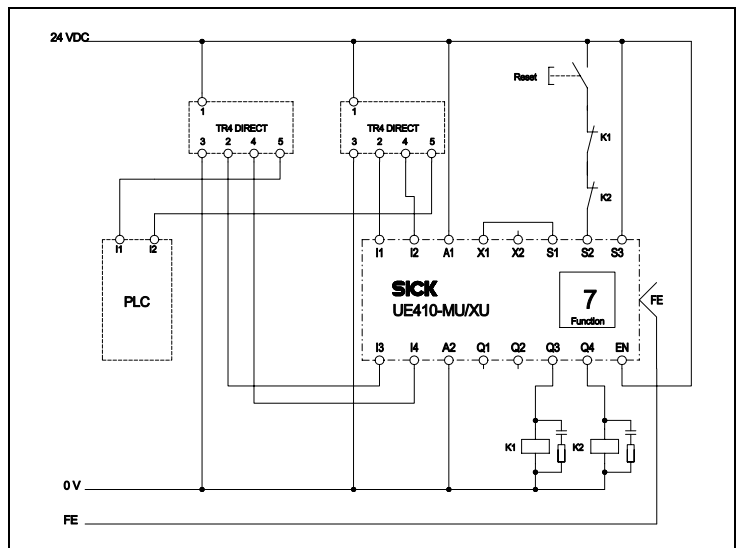 24 VDC
Reset
1
1
TR4 DIRECT
TR4 DIRECT
3 2 4 5
3 2 4 5
K1
K2
I1 I2
I1 I2 A1 X1 X2 S1 S2 S3
PLC
SICK
UE410-MU/XU
7
Function
FE
I3 I4 A2 Q1 Q2 Q3 Q4 EN
K1
K2
0 V
FE